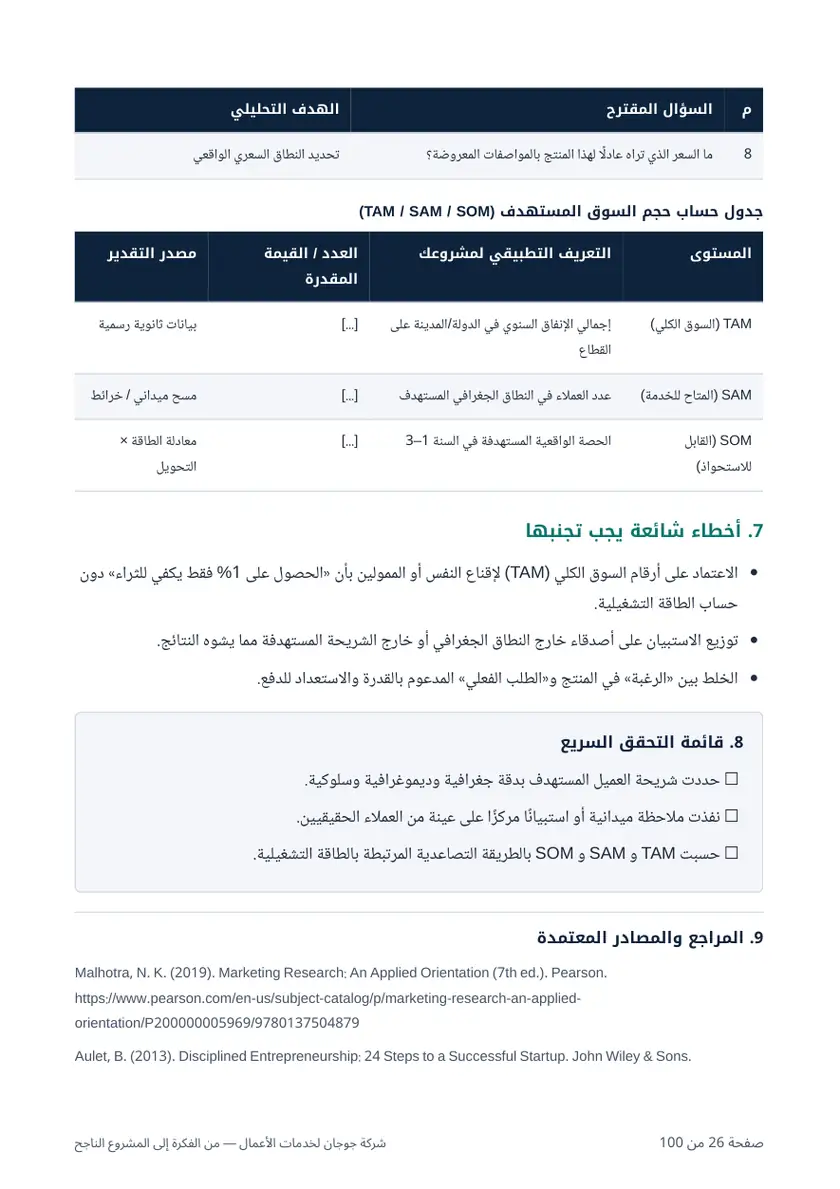 م السؤال المقترح الهدف التحليلي
8 ما السعر الذي تراه عادلًا لهذا المنتج بالمواصفات المعروضة؟ تحديد النطاق السعري الواقعي
جدول حساب حجم السوق المستهدف (TAM / SAM / SOM)
المستوى التعريف التطبيقي لمشروعك العدد / القيمة المقدرة مصدر التقدير
TAM (السوق الكلي) إجمالي الإنفاق السنوي في الدولة/المدينة على القطاع [...] بيانات ثانوية رسمية
SAM (المتاح للخدمة) عدد العملاء في النطاق الجغرافي المستهدف [...] مسح ميداني / خرائط
SOM (القابل للاستحواذ) الحصة الواقعية المستهدفة في السنة 1–3 [...] معادلة الطاقة × التحويل
7. أخطاء شائعة يجب تجنبها
• الاعتماد على أرقام السوق الكلي (TAM) لإقناع النفس أو الممولين بأن «الحصول على 1% فقط يكفي للثراء» دون
حساب الطاقة التشغيلية.
• توزيع الاستبيان على أصدقاء خارج النطاق الجغرافي أو خارج الشريحة المستهدفة مما يشوه النتائج.
• الخلط بين «الرغبة» في المنتج و«الطلب الفعلي» المدعوم بالقدرة والاستعداد للدفع.
8. قائمة التحقق السريع
☐ حددت شريحة العميل المستهدف بدقة جغرافية وديموغرافية وسلوكية.
☐ نفذت ملاحظة ميدانية أو استبيانًا مركزًا على عينة من العملاء الحقيقيين.
☐ حسبت TAM و SAM و SOM بالطريقة التصاعدية المرتبطة بالطاقة التشغيلية.
9. المراجع والمصادر المعتمدة
Malhotra, N. K. (2019). Marketing Research: An Applied Orientation (7th ed.). Pearson.
https://www.pearson.com/en-us/subject-catalog/p/marketing-research-an-applied-
orientation/P200000005969/9780137504879
Aulet, B. (2013). Disciplined Entrepreneurship: 24 Steps to a Successful Startup. John Wiley & Sons.
صفحة 26 من 100 شركة جوجان لخدمات الأعمال — من الفكرة إلى المشروع الناجح